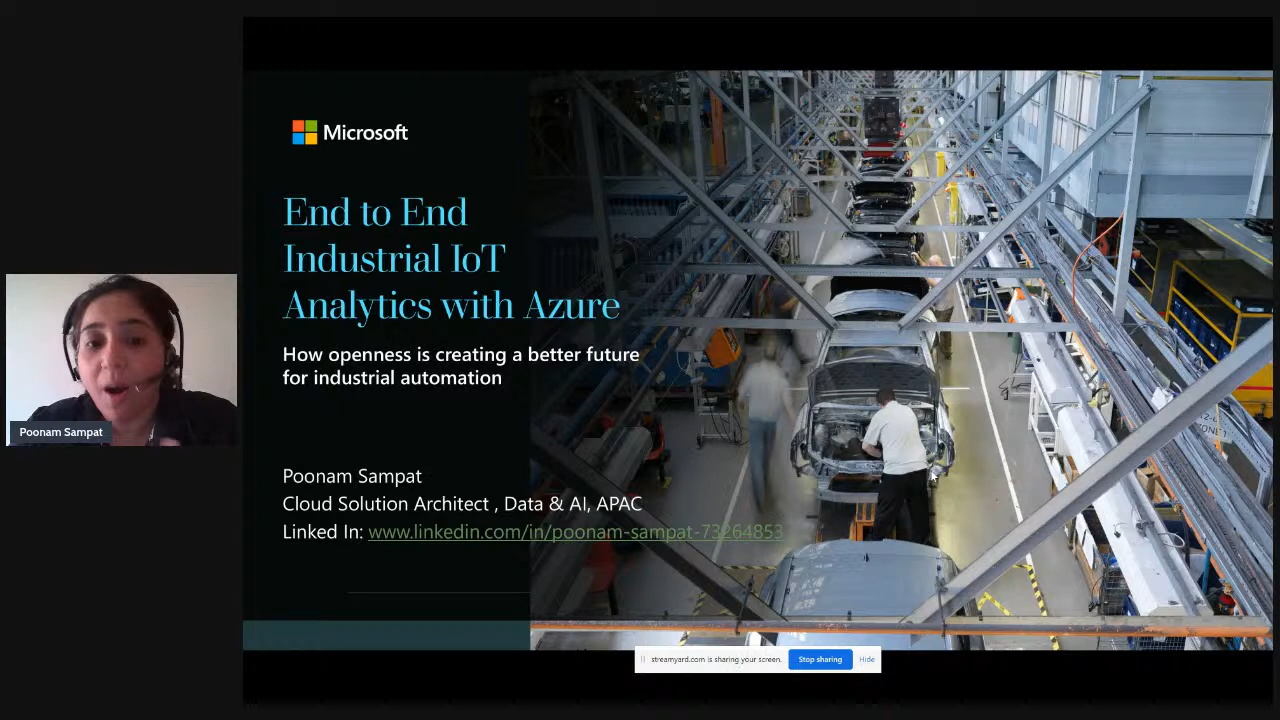 Microsoft
End to End
Industrial IoT
Analytics with Azure
How openness is creating a better future
for industrial automation
Poonam Sampat
Poonam Sampat
Cloud Solution Architect , Data & AI, APAC
Linked In: www.linkedin.com/in/poonam-sampat-73264853
streamyard.com is sharing your screen. Stop sharing Hide